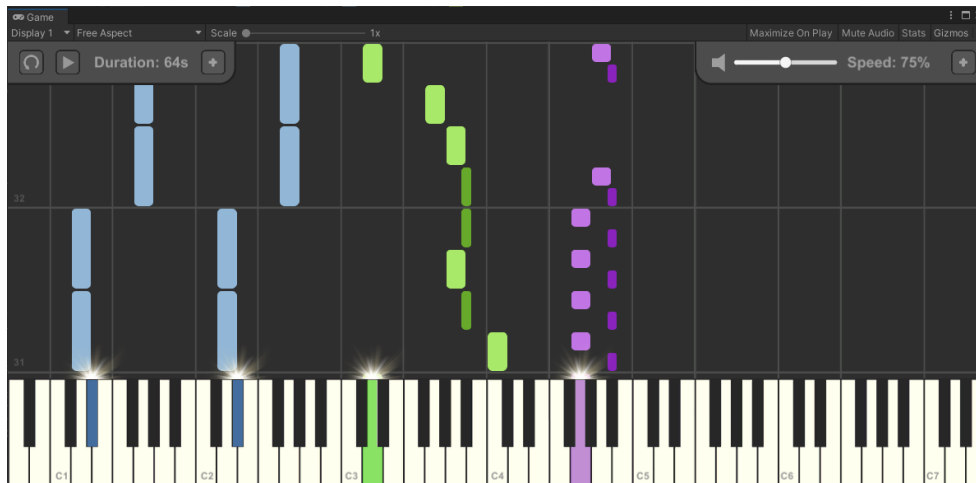 Game
Display 1 Free Aspect Scale 1x Maximize On Play Mute Audio Stats Gizmos
Duration: 64s + Speed: 75% +
32
31
C1 C2 C3 C4 C5 C6 C7